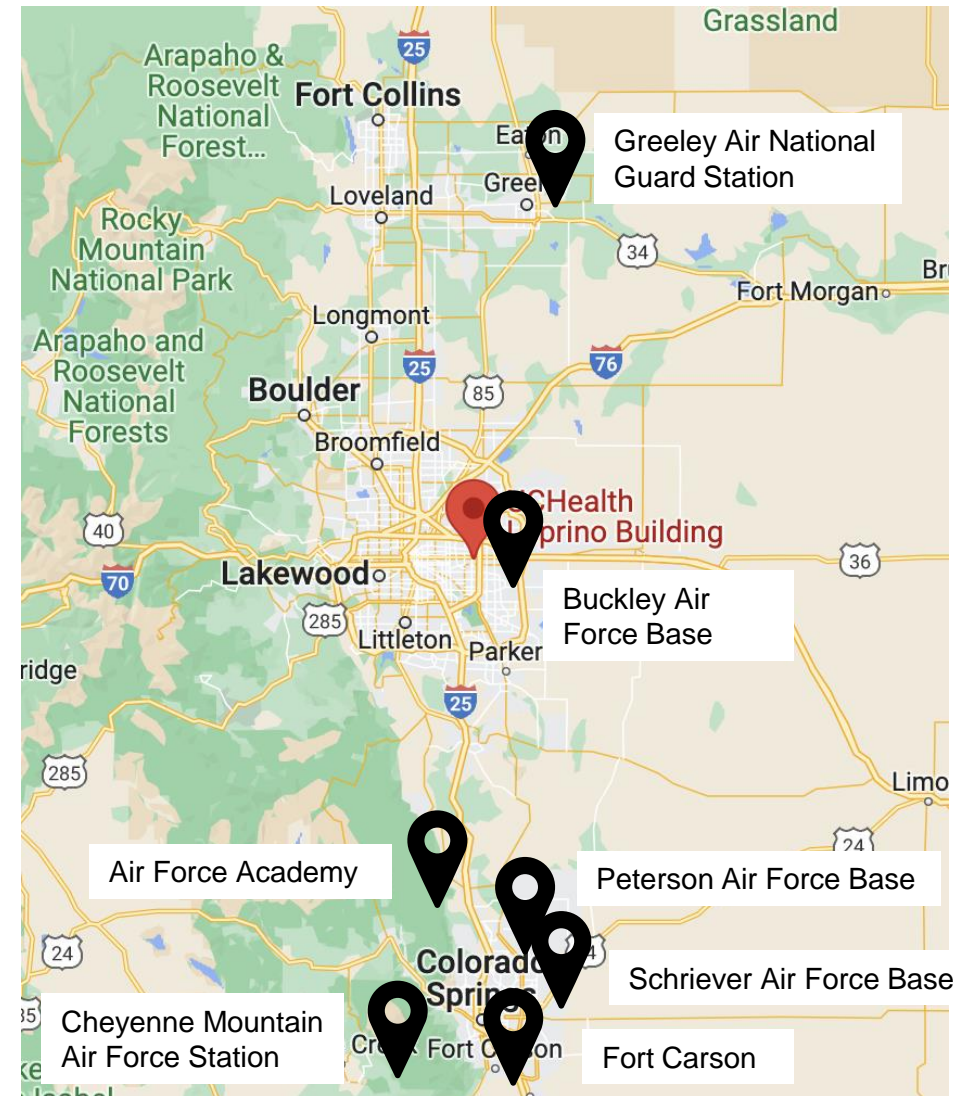 Grassland
25
Arapaho &
Roosevelt
National
Forest...
Fort Collins
Greeley Air National
Guard Station
Loveland
Rocky
Mountain
National Park
34
Fort Morgan
Longmont
Arapaho and
Roosevelt
National
Forests
25
76
Boulder
85
Broomfield
Building
40
36
70
Lakewood
Buckley Air
Force Base
285
Littleton
Parker
25
285
24
Air Force Academy
Peterson Air Force Base
24
Schriever Air Force Base
Cheyenne Mountain
Air Force Station
Fort Carson
Fort